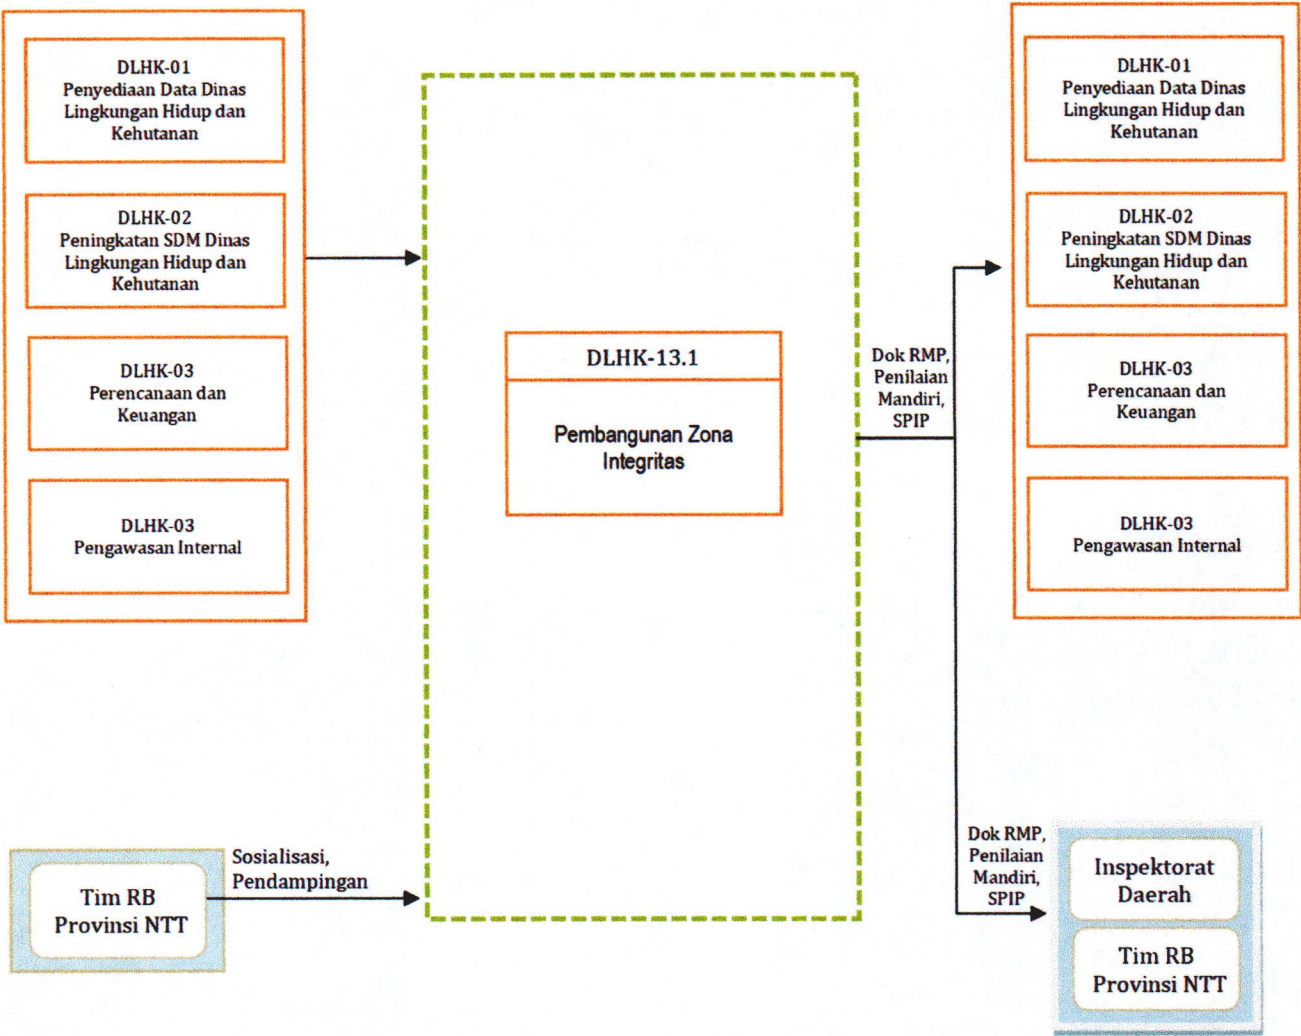 DLHK-01
Penyediaan Data Dinas
Lingkungan Hidup dan
Kehutanan
DLHK-02
Peningkatan SDM Dinas
Lingkungan Hidup dan
Kehutanan
DLHK-03
Perencanaan dan
Keuangan
DLHK-03
Pengawasan Internal
Tim RB
Provinsi NTT
Sosialisasi,
Pendampingan
DLHK-13.1
Pembangunan Zona
Integritas
Dok RMP,
Penilaian
Mandiri,
SPIP
DLHK-01
Penyediaan Data Dinas
Lingkungan Hidup dan
Kehutanan
DLHK-02
Peningkatan SDM Dinas
Lingkungan Hidup dan
Kehutanan
DLHK-03
Perencanaan dan
Keuangan
DLHK-03
Pengawasan Internal
Dok RMP,
Penilaian
Mandiri,
SPIP
Inspektorat
Daerah
Tim RB
Provinsi NTT